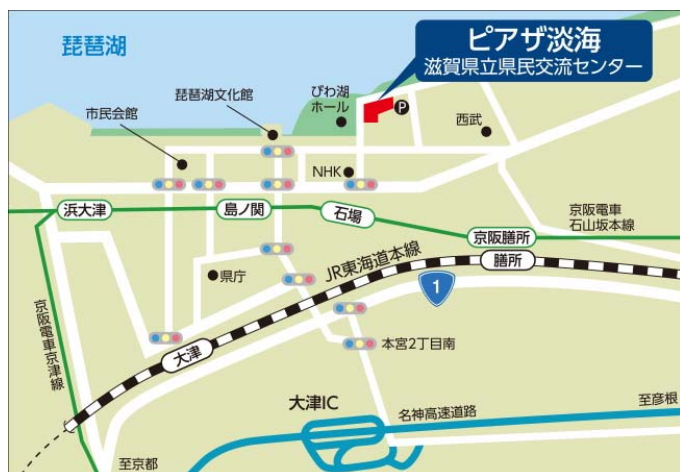 琵琶湖
ピアザ淡海
滋賀県立県民交流センター
びわ湖
ホール
琵琶湖文化館
市民会館
P
西武
NHK
浜大津
島ノ関
石場
京阪膳所
京阪電車
石山坂本線
膳所
JR東海道本線
県庁
1
大津
本宮2丁目南
京阪電車京津線
大津IC
名神高速道路
至彦根
至京都